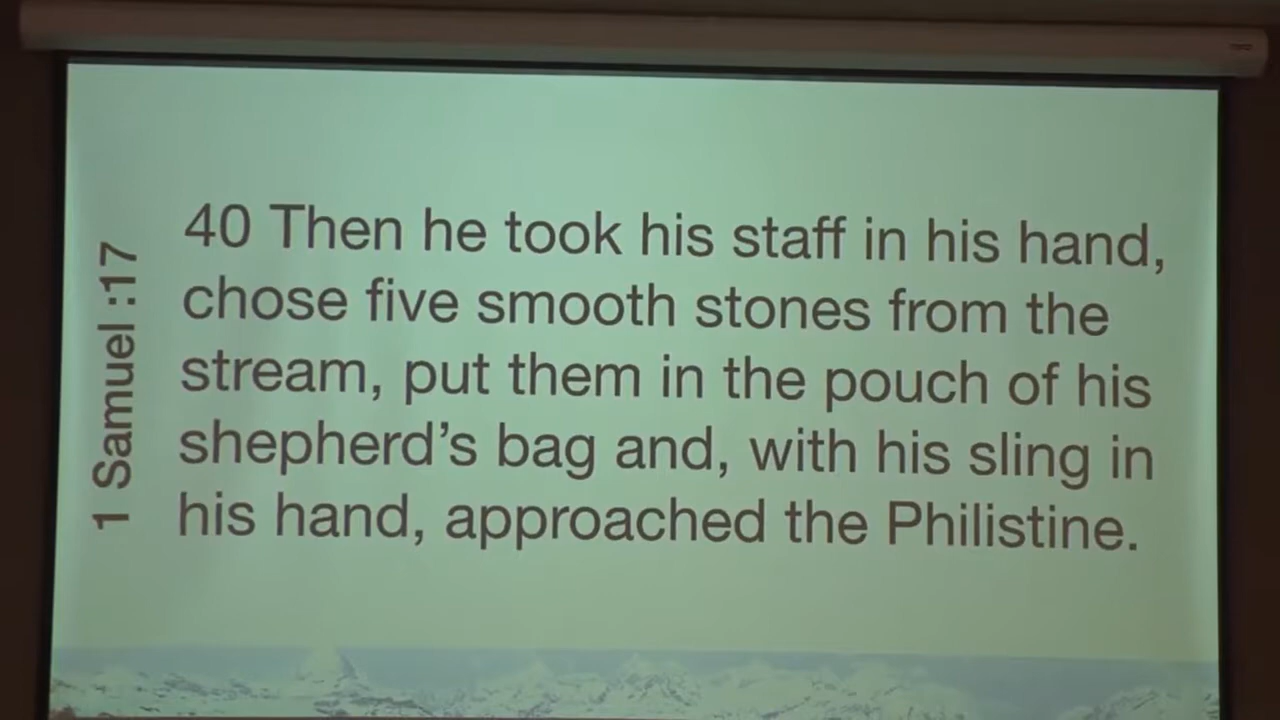 1 Samuel :17
40 Then he took his staff in his hand,
chose five smooth stones from the
stream, put them in the pouch of his
shepherd’s bag and, with his sling in
his hand, approached the Philistine.